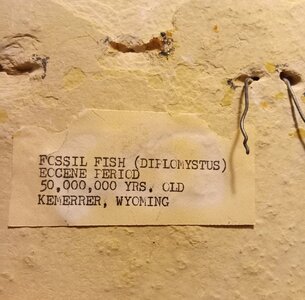 FOSSIL FISH (DIPLOMYSTUS)
EOCENE PERIOD
50,000,000 YRS. OLD
KEMERRER, WYOMING